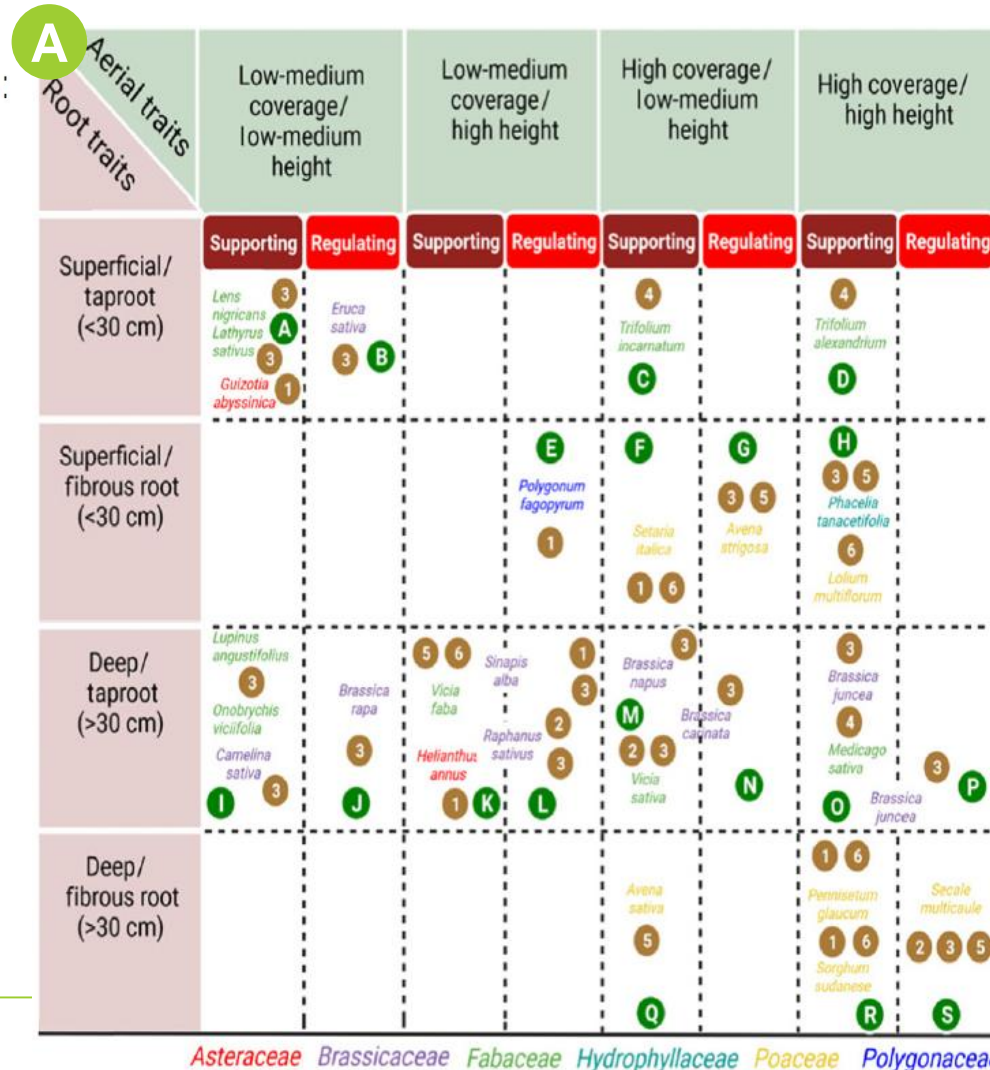 A
:
Aerial traits
Root traits
Low-medium
coverage/
low-medium
height
Low-medium
coverage/
high height
High coverage/
low-medium
height
High coverage/
high height
Supporting Regulating Supporting Regulating Supporting Regulating Supporting Regulating
Superficial/
taproot
(<30 cm)
Lens
nigricans
3
A
Lathyrus
sativus
3
Guizotia
abyssinica
1
Eruca
sativa
3 B
4
Trifolium
incarnatum
C
4
Trifolium
alexandrium
D
Superficial/
fibrous root
(<30 cm)
E
Polygonum
fagopyrum
1
F
Setaria
italica
1 6
G
3 5
Avena
strigosa
H
3 5
Phacelia
tanacetifolia
6
Lolium
multiflorum
Deep/
taproot
(>30 cm)
Lupinus
angustifolius
3
Onobrychis
viciifolia
Camelina
sativa
3
I
Brassica
rapa
3
J
5 6
Vicia
faba
Helianthus
annus
1 K
Sinapis
alba
1
3
Raphanus
sativus
2
3
L
3
Brassica
napus
M
2 3
Vicia
sativa
3
Brassica
carinata
N
3
Brassica
juncea
4
Medicago
sativa
O
Brassica
juncea
3
P
Deep/
fibrous root
(>30 cm)
Avena
sativa
5
Q
1 6
Pennisetum
glaucum
1 6
Sorghum
sudanese
R
Secale
multicaule
2 3 5
S
Asteraceae Brassicaceae Fabaceae Hydrophyllaceae Poaceae Polygonaceae